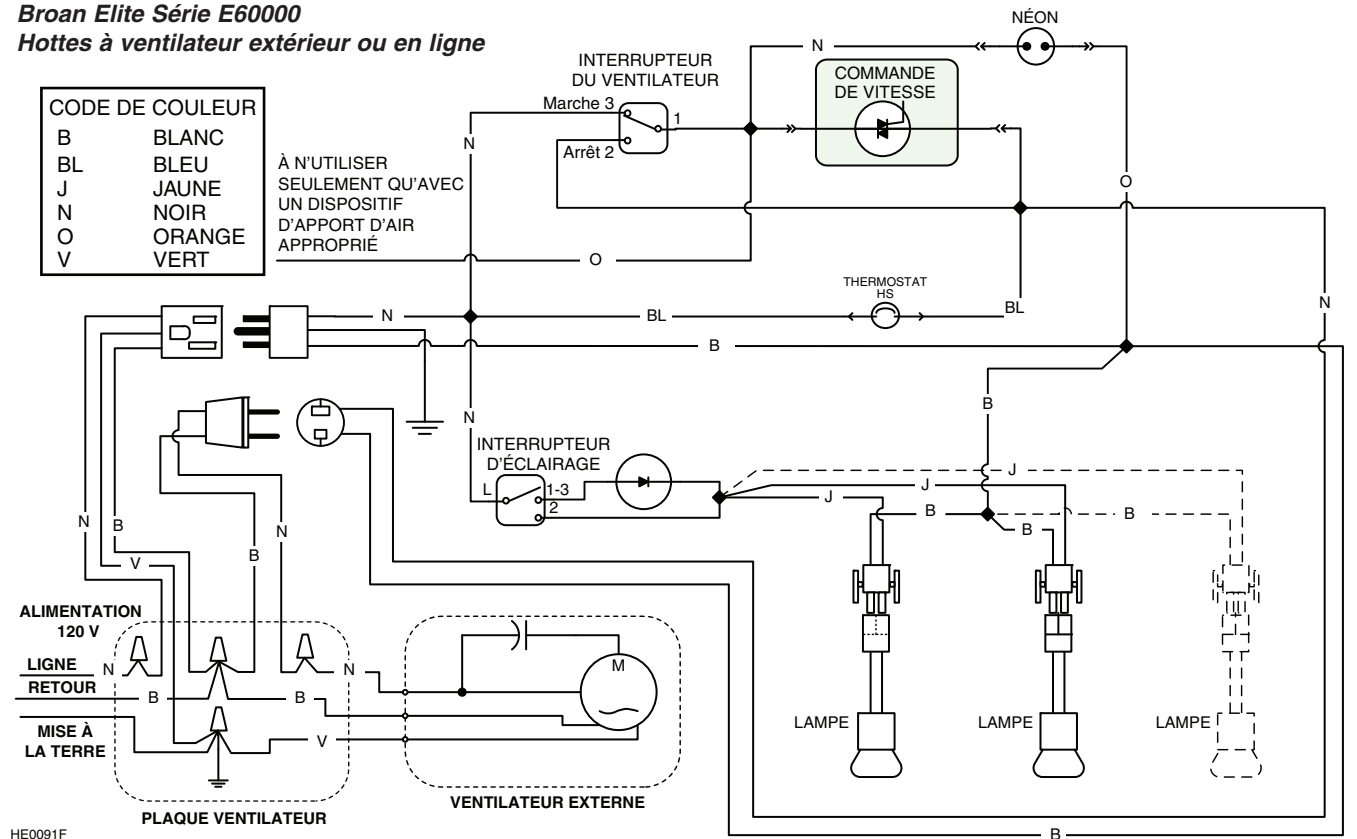 Broan Elite Série E60000
Hottes à ventilateur extérieur ou en ligne
CODE DE COULEUR
B BLANC
BL BLEU
J JAUNE
N NOIR
O ORANGE
V VERT
À N'UTILISER
SEULEMENT QU'AVEC
UN DISPOSITIF
D'APPORT D'AIR
APPROPRIÉ
INTERRUPTEUR
DU VENTILATEUR
Marche 3
1
Arrêt 2
N
N
NÉON
COMMANDE
DE VITESSE
O
O
THERMOSTAT
HS
N
BL
BL
N
B
N
B
INTERRUPTEUR
D'ÉCLAIRAGE
L
1-3
2
J
J
J
B
B
B
N
B
V
B
N
ALIMENTATION
120 V
LIGNE
N
RETOUR
B
MISE À
LA TERRE
N
B
V
M
LAMPE
LAMPE
LAMPE
PLAQUE VENTILATEUR
VENTILATEUR EXTERNE
B
HE0091F